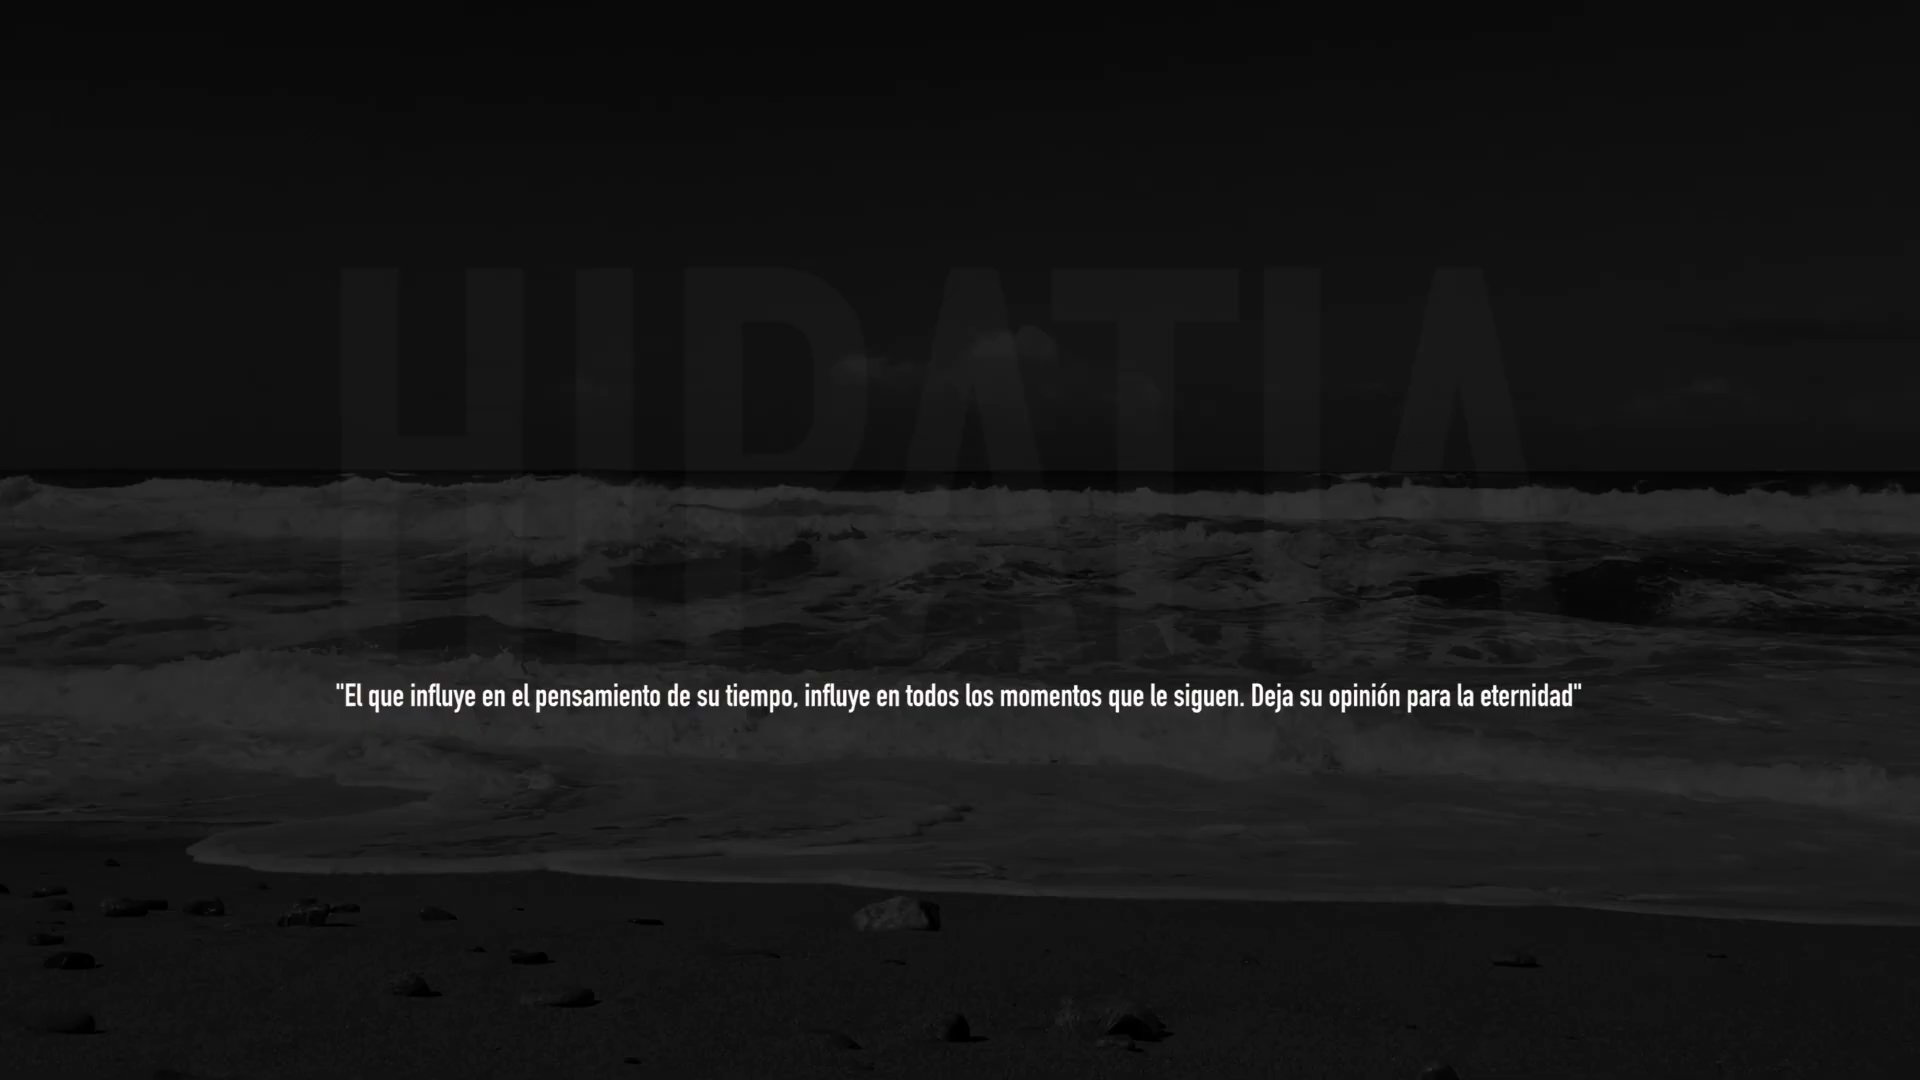 HIPATIA
"El que influye en el pensamiento de su tiempo, influye en todos los momentos que le siguen. Deja su opinión para la eternidad"